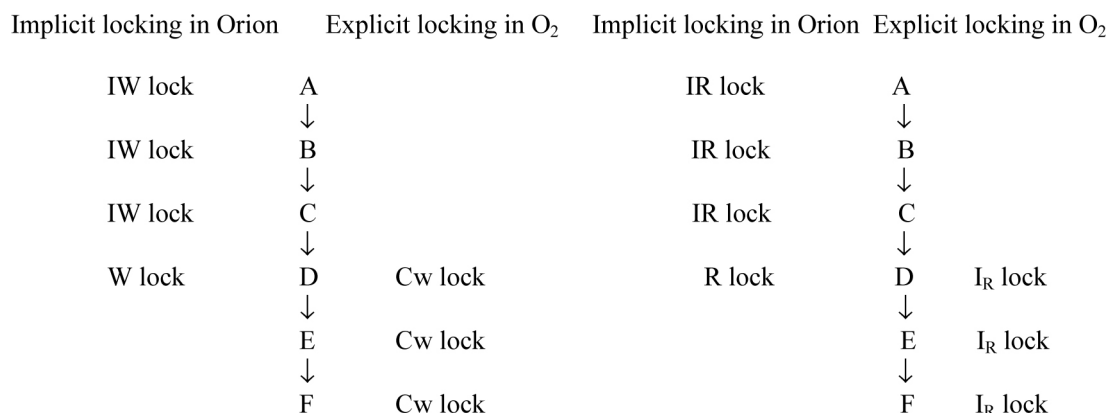 Implicit locking in Orion Explicit locking in O₂ Implicit locking in Orion Explicit locking in O₂
IW lock A IR lock A
↓ ↓
IW lock B IR lock B
↓ ↓
IW lock C IR lock C
↓ ↓
W lock D Cw lock R lock D I_R lock
↓ ↓
E Cw lock E I_R lock
↓ ↓
F Cw lock F I_R lock